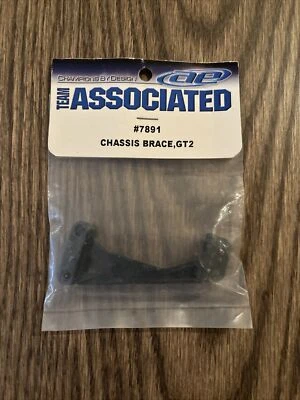 CHAMPIONS BY DESIGN
ae
TEAM ASSOCIATED
#7891
CHASSIS BRACE,GT2